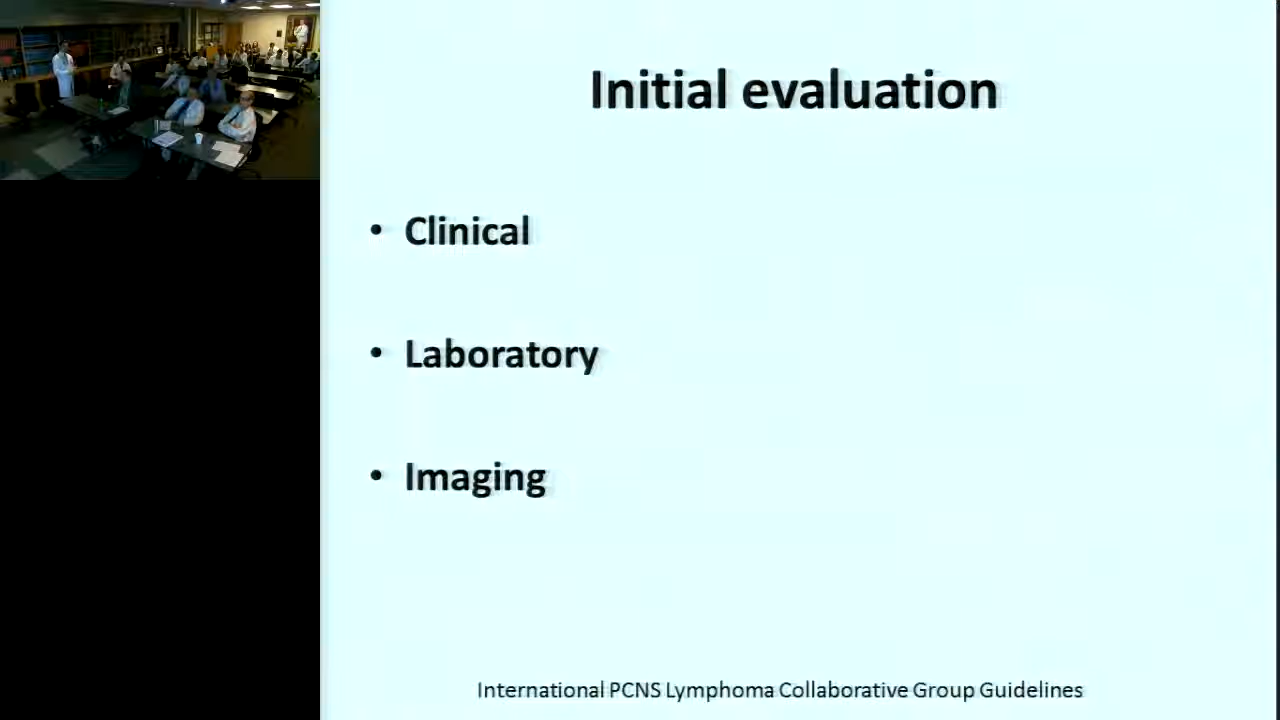 Initial evaluation
• Clinical
• Laboratory
• Imaging
International PCNS Lymphoma Collaborative Group Guidelines